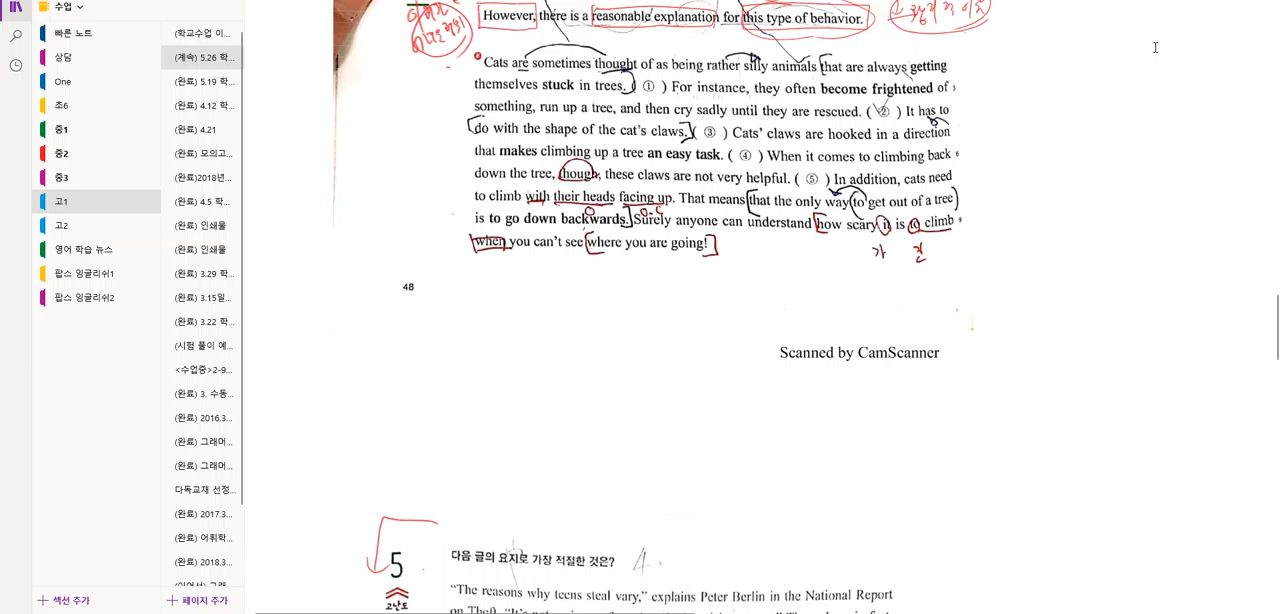 수업
빠른 노트
상담
One
초6
중1
중2
중3
고1
고2
영어 학습 뉴스
팝스 잉글리쉬1
팝스 잉글리쉬2
섹션 추가
(학교수업 이...
(계속) 5.26 학...
(완료) 5.19 학...
(완료) 4.12 학...
(완료) 4.21
(완료) 모의고...
(완료)2018년...
(완료) 4.5 학...
(완료) 인쇄물
(완료) 인쇄물
(완료) 3.29 학...
(완료) 3.15일...
(완료) 3.22 학...
(시험 풀이 예...
<수업중>2-9...
(완료) 3. 수동...
(완료) 2016.3...
(완료) 그래머...
(완료) 그래머...
다독교재 선정...
(완료) 2017.3...
(완료) 어휘학...
(완료) 2018.3...
페이지 추가
However, there is a reasonable explanation for this type of behavior.
Cats are sometimes thought of as being rather silly animals that are always getting
themselves stuck in trees. ( ① ) For instance, they often become frightened of
something, run up a tree, and then cry sadly until they are rescued. ( ② ) It has to
do with the shape of the cat's claws. ( ③ ) Cats' claws are hooked in a direction
that makes climbing up a tree an easy task. ( ④ ) When it comes to climbing back
down the tree, though, these claws are not very helpful. ( ⑤ ) In addition, cats need
to climb with their heads facing up. That means that the only way to get out of a tree
O O.C
is to go down backwards. Surely anyone can understand how scary it is to climb
when you can't see where you are going!
가 진
48
Scanned by CamScanner
5
고난도
다음 글의 요지로 가장 적절한 것은?
4.
"The reasons why teens steal vary," explains Peter Berlin in the National Report